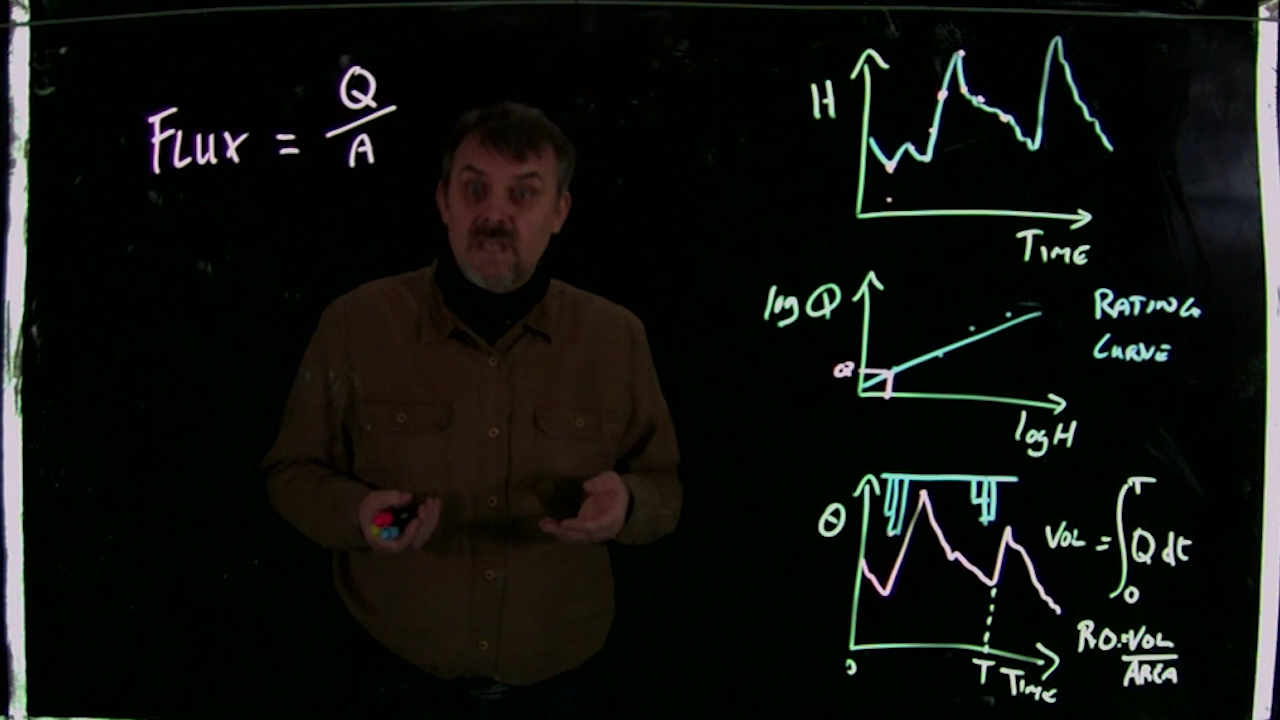 FLUX = Q/A
H
TIME
log Q
RATING
CURVE
Q
log H
Q
VOL = ∫₀ᵀ Q dt
R.O. = VOL/AREA
0
T TIME